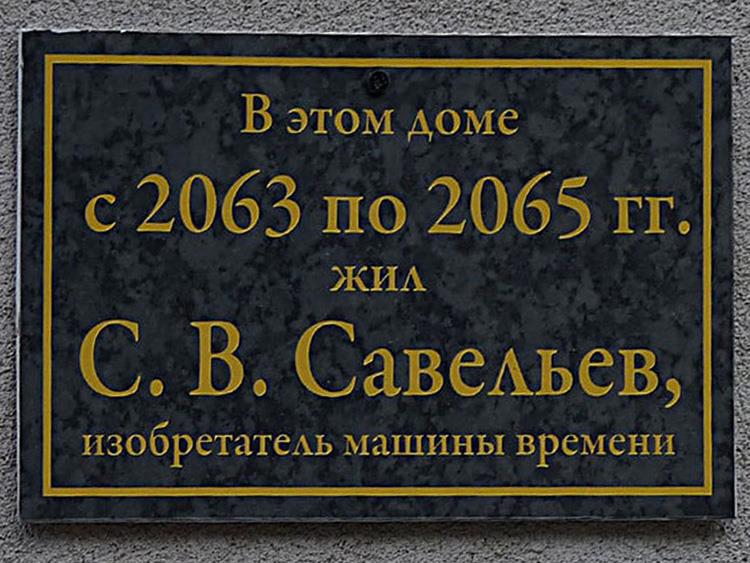 В этом доме
с 2063 по 2065 гг.
жил
С. В. Савельев,
изобретатель машины времени